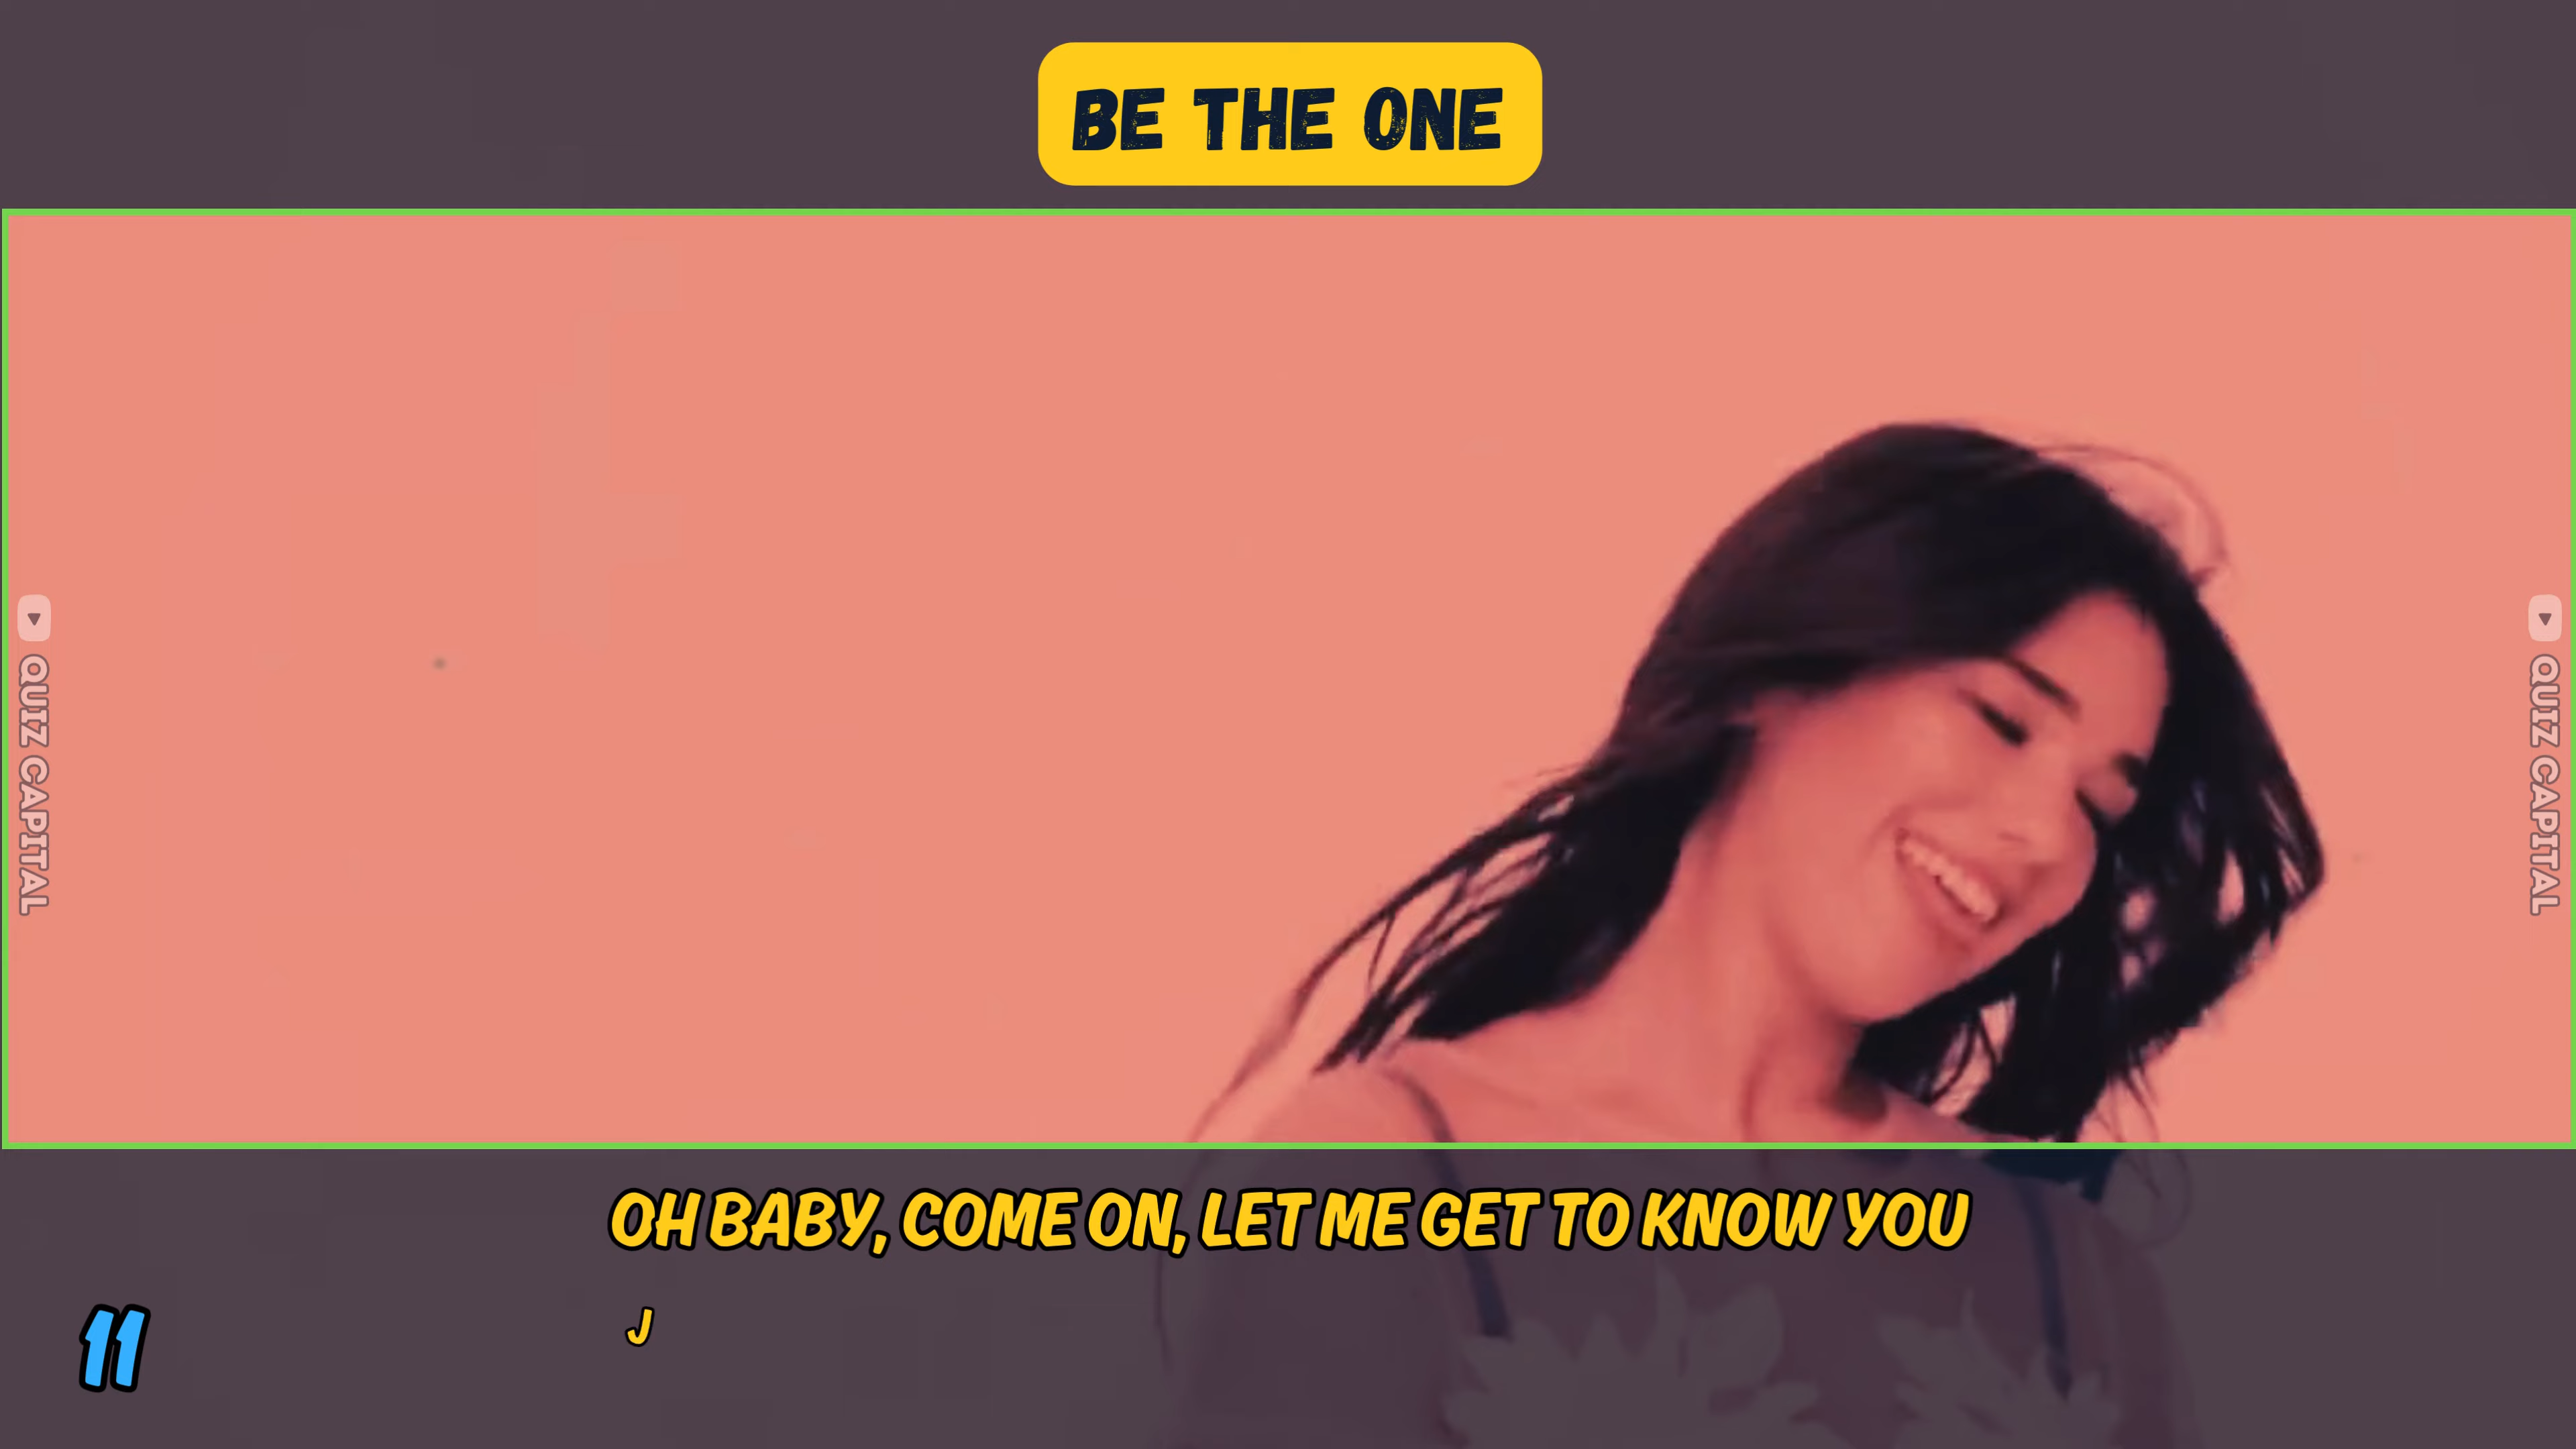 BE THE ONE
QUIZ CAPITAL
QUIZ CAPITAL
OH BABY, COME ON, LET ME GET TO KNOW YOU
J
11